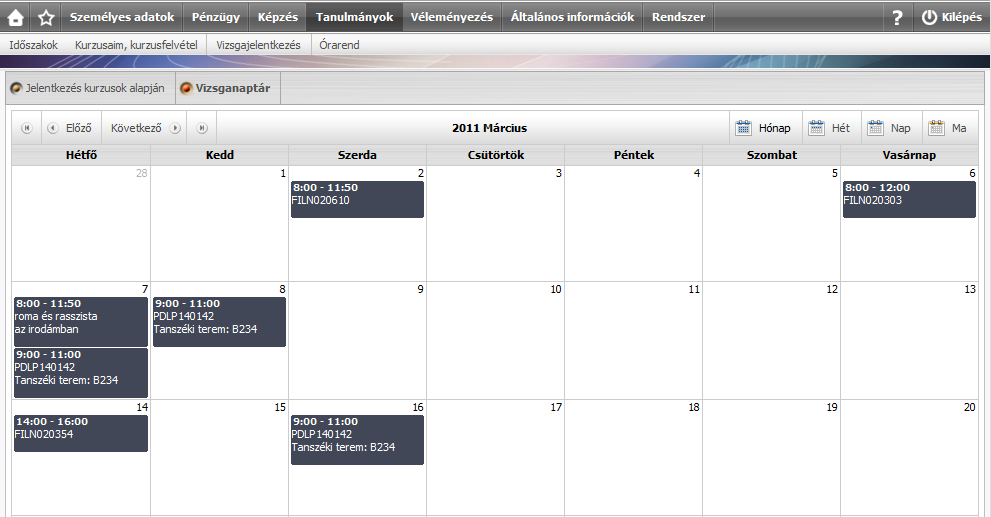 Személyes adatok Pénzügy Képzés Tanulmányok Véleményezés Általános információk Rendszer ? Kilépés
Időszakok Kurzusaim, kurzusfelvétel Vizsgajelentkezés Órarend
Jelentkezés kurzusok alapján Vizsganaptár
Előző Következő 2011 Március Hónap Hét Nap Ma
Hétfő Kedd Szerda Csütörtök Péntek Szombat Vasárnap
28 1 2 3 4 5 6
8:00 - 11:50
FILN020610
8:00 - 12:00
FILN020303
7 8 9 10 11 12 13
8:00 - 11:50
roma és rasszista
az irodámban
9:00 - 11:00
PDLP140142
Tanszéki terem: B234
9:00 - 11:00
PDLP140142
Tanszéki terem: B234
14 15 16 17 18 19 20
14:00 - 16:00
FILN020354
9:00 - 11:00
PDLP140142
Tanszéki terem: B234